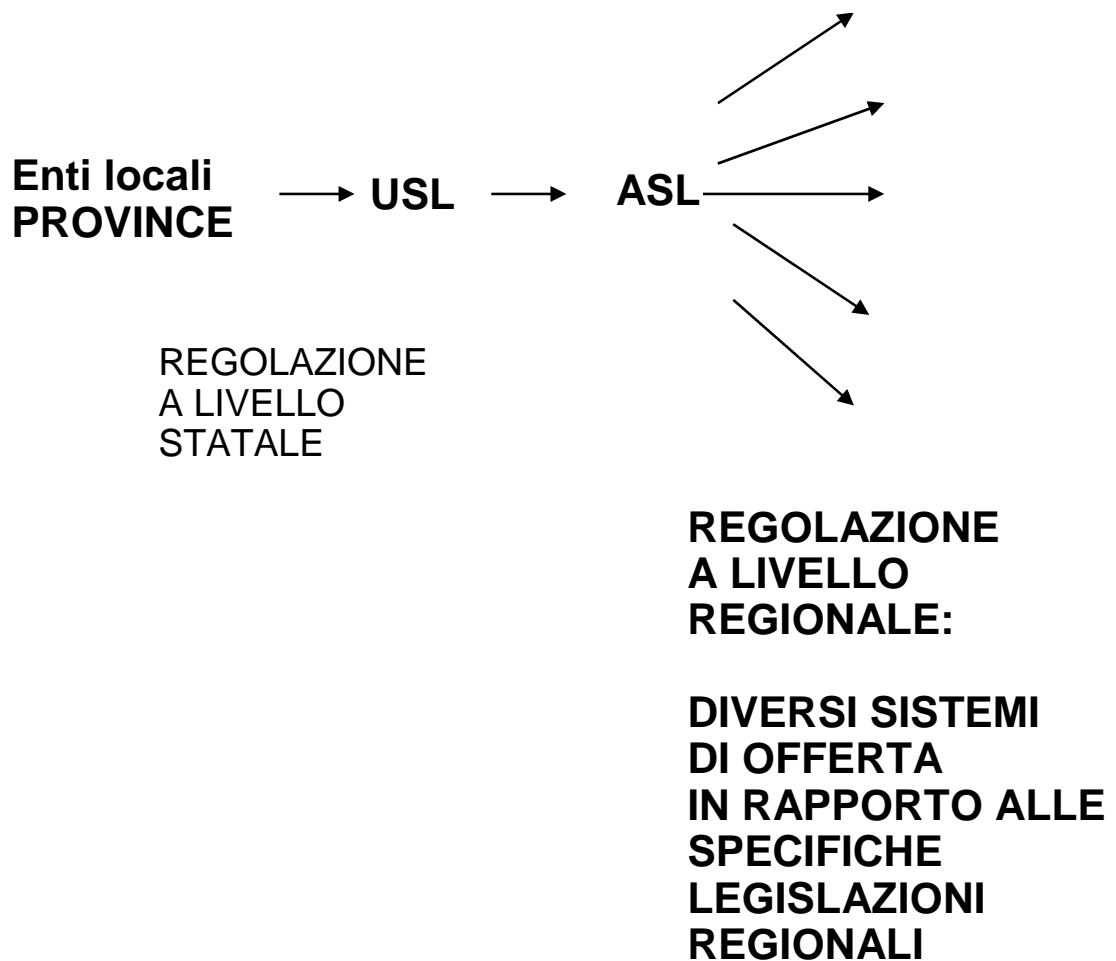 Enti locali
PROVINCE
USL
ASL
REGOLAZIONE
A LIVELLO
STATALE
REGOLAZIONE
A LIVELLO
REGIONALE:
DIVERSI SISTEMI
DI OFFERTA
IN RAPPORTO ALLE
SPECIFICHE
LEGISLAZIONI
REGIONALI